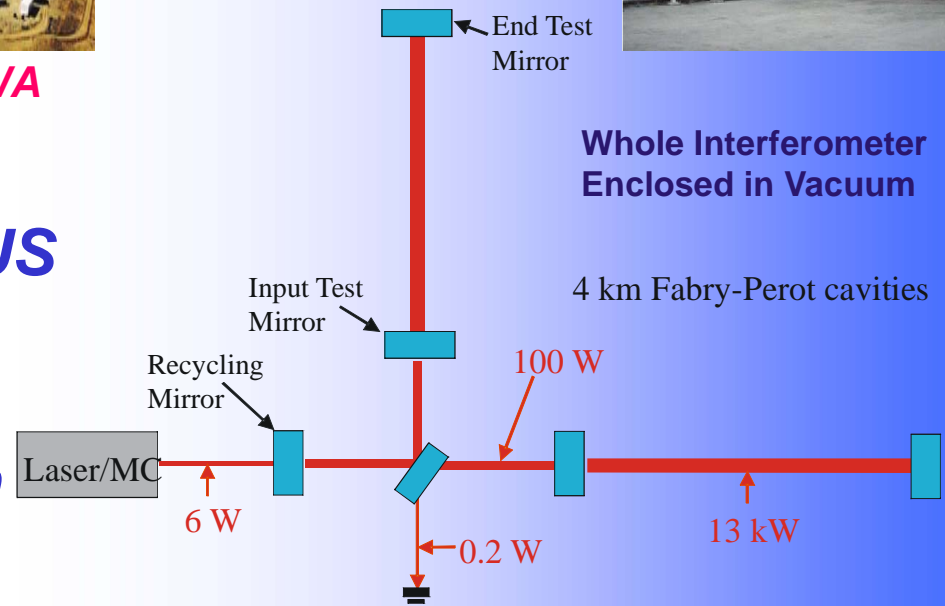 End Test
Mirror
Whole Interferometer
Enclosed in Vacuum
Input Test
Mirror
4 km Fabry-Perot cavities
Recycling
Mirror
100 W
Laser/MC
6 W
0.2 W
13 kW